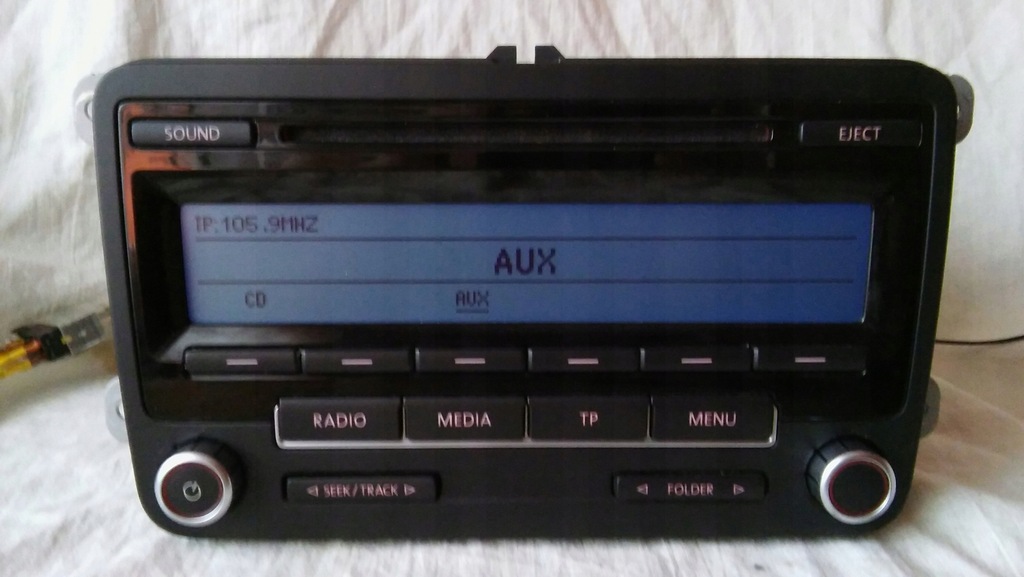 SOUND
EJECT
TP:105.9MHZ
AUX
CD AUX
RADIO MEDIA TP MENU
◁ SEEK/TRACK ▷ ◁ FOLDER ▷